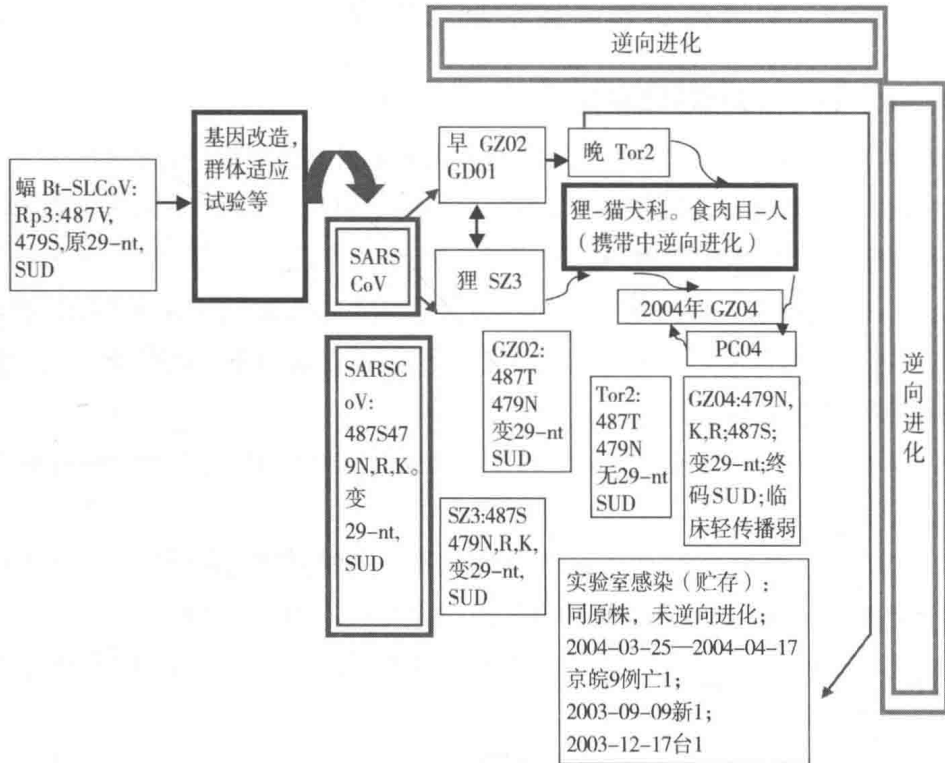 逆向进化
蝠 Bt-SLCoV:
Rp3:487V,
479S,原29-nt,
SUD
基因改造，
群体适应
试验等
SARS
CoV
早 GZ02
GD01
狸 SZ3
晚 Tor2
狸-猫犬科。食肉目-人
（携带中逆向进化）
2004年 GZ04
PC04
逆向进化
SARSC
oV:
487S47
9N,R,K。
变
29-nt,
SUD
GZ02:
487T
479N
变29-nt
SUD
SZ3:487S
479N,R,K,
变29-nt,
SUD
Tor2:
487T
479N
无29-nt
SUD
GZ04:479N,
K,R;487S;
变29-nt;终
码SUD;临
床轻传播弱
实验室感染（贮存）:
同原株，未逆向进化；
2004-03-25—2004-04-17
京皖9例亡1；
2003-09-09新1；
2003-12-17台1